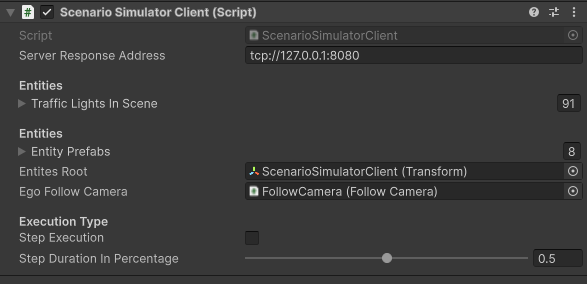 Scenario Simulator Client (Script)
Script ScenarioSimulatorClient
Server Response Address tcp://127.0.0.1:8080
Entities
Traffic Lights In Scene 91
Entities
Entity Prefabs 8
Entites Root ScenarioSimulatorClient (Transform)
Ego Follow Camera FollowCamera (Follow Camera)
Execution Type
Step Execution
Step Duration In Percentage 0.5